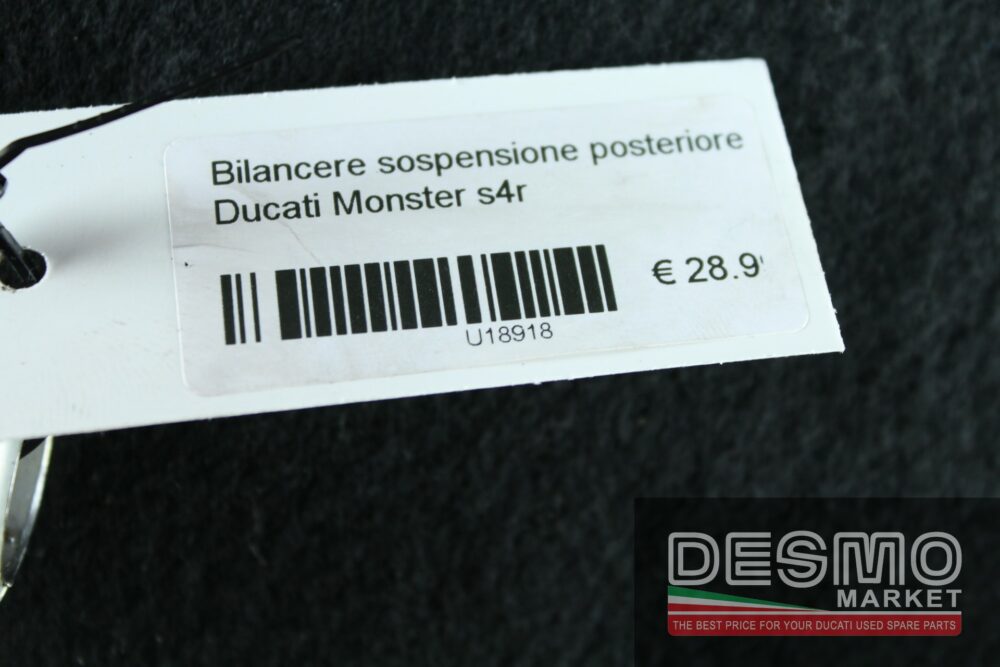 Bilancere sospensione posteriore
Ducati Monster s4r
€ 28.9
U18918
DESMO
MARKET
THE BEST PRICE FOR YOUR DUCATI USED SPARE PARTS